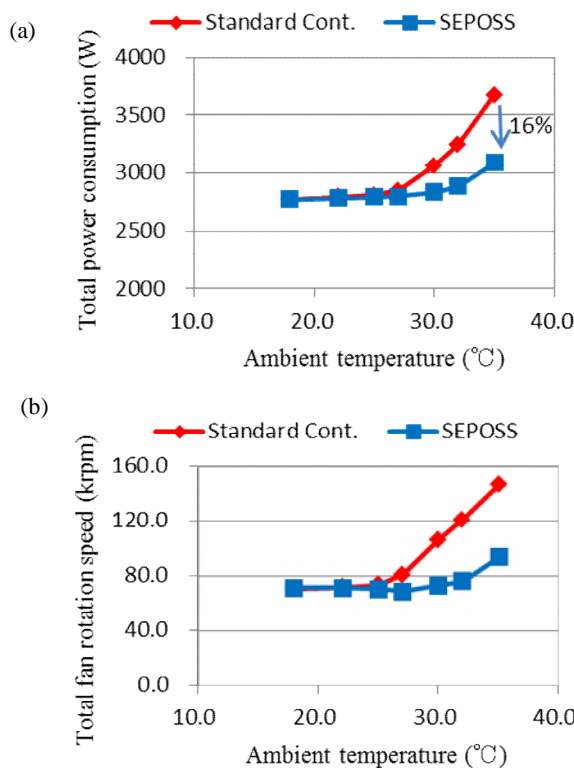 (a)
Standard Cont. SEPOSS
Total power consumption (W)
4000
3500
3000
2500
2000
16%
10.0 20.0 30.0 40.0
Ambient temperature (℃)
(b)
Standard Cont. SEPOSS
Total fan rotation speed (krpm)
160.0
120.0
80.0
40.0
0.0
10.0 20.0 30.0 40.0
Ambient temperature (℃)